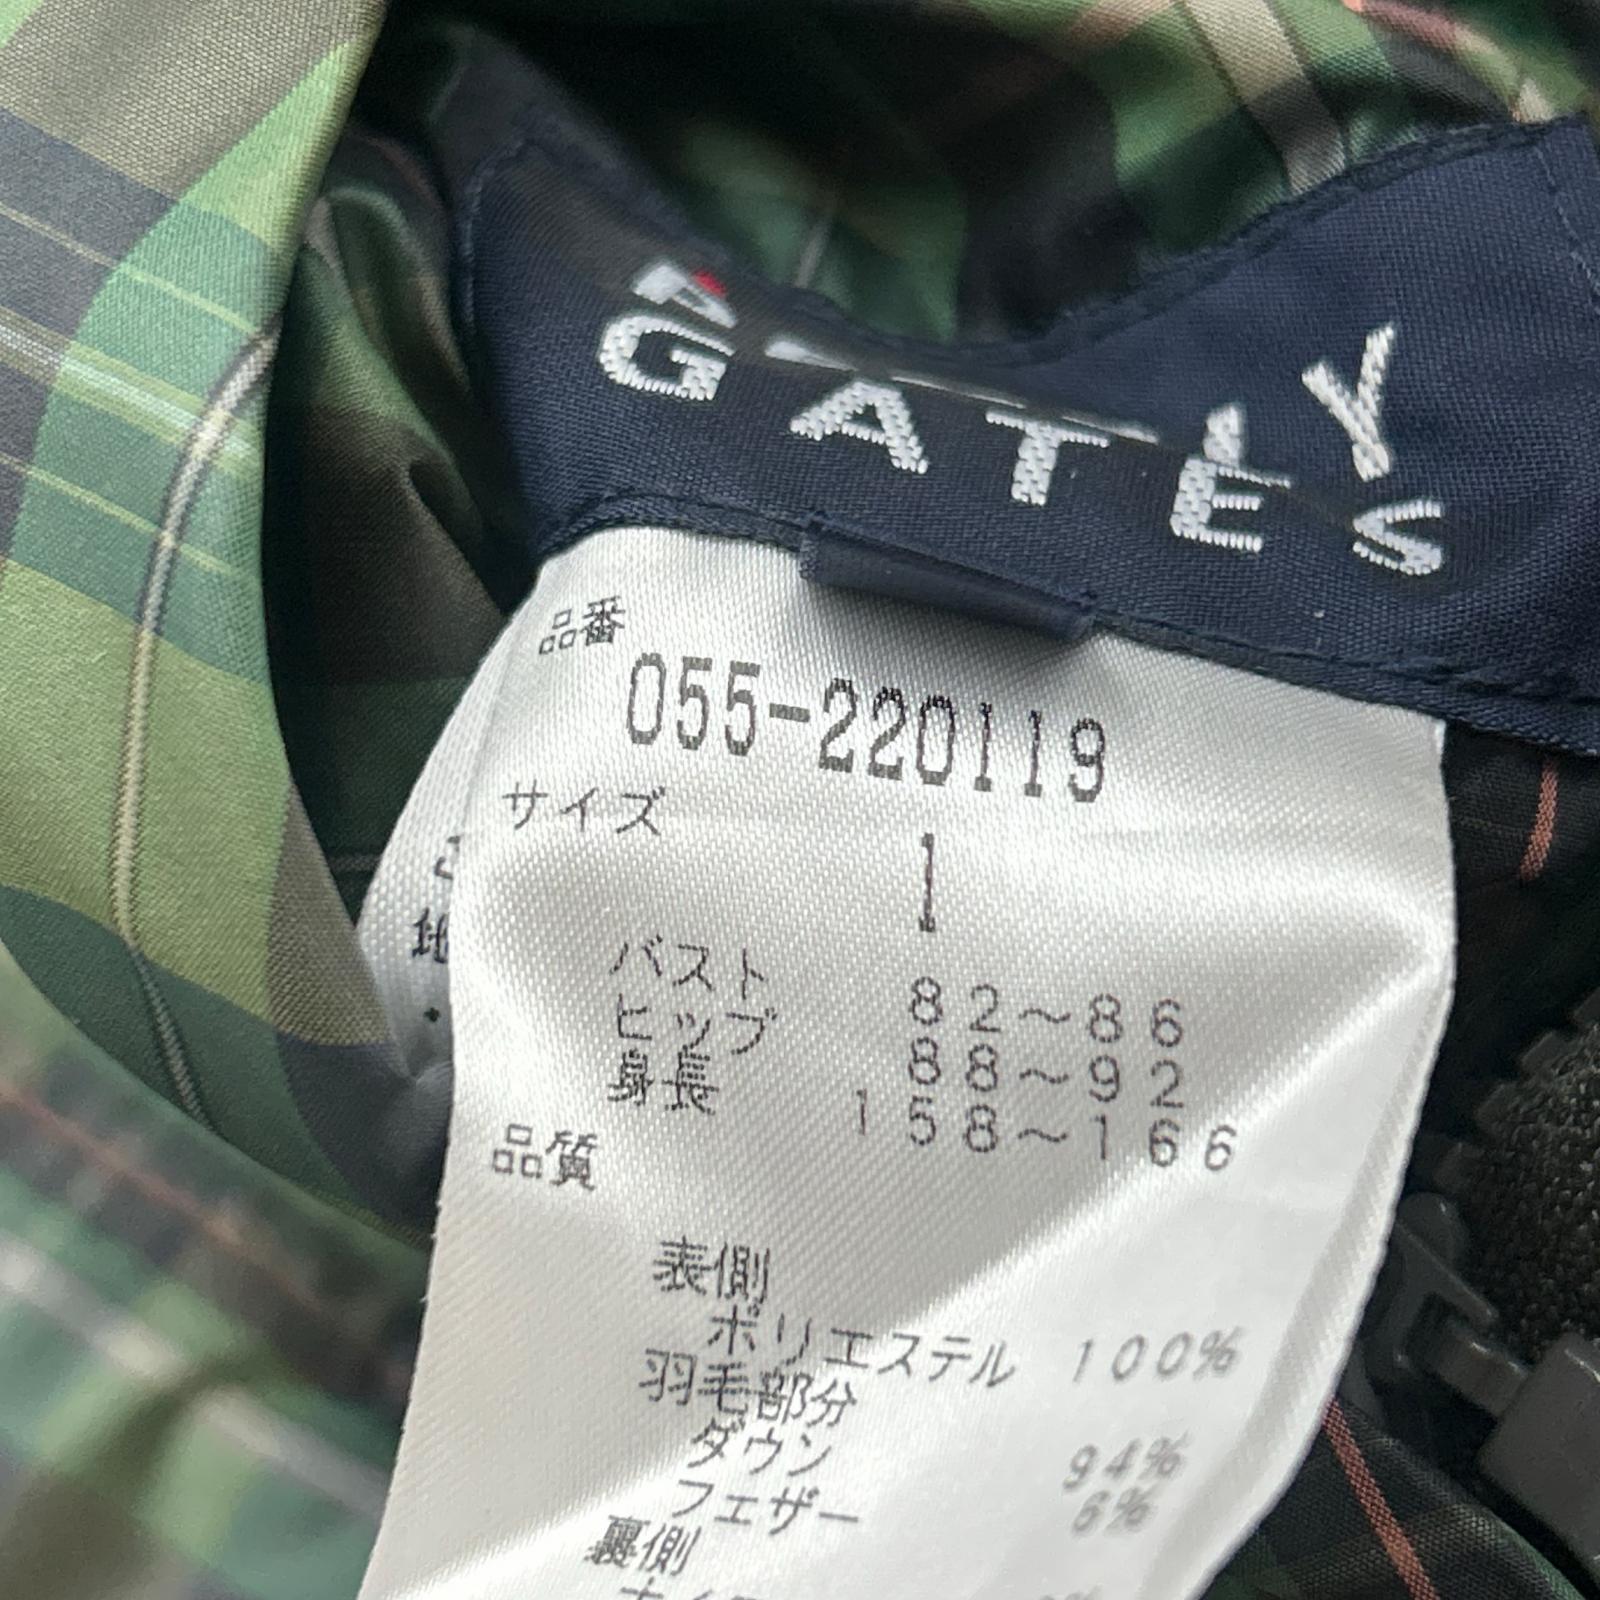 GATES
品番
055-220119
サイズ
1
バスト 82~86
ヒップ 88~92
身長 158~166
品質
表側
ポリエステル 100%
羽毛部分
ダウン 94%
フェザー 6%
裏側
地